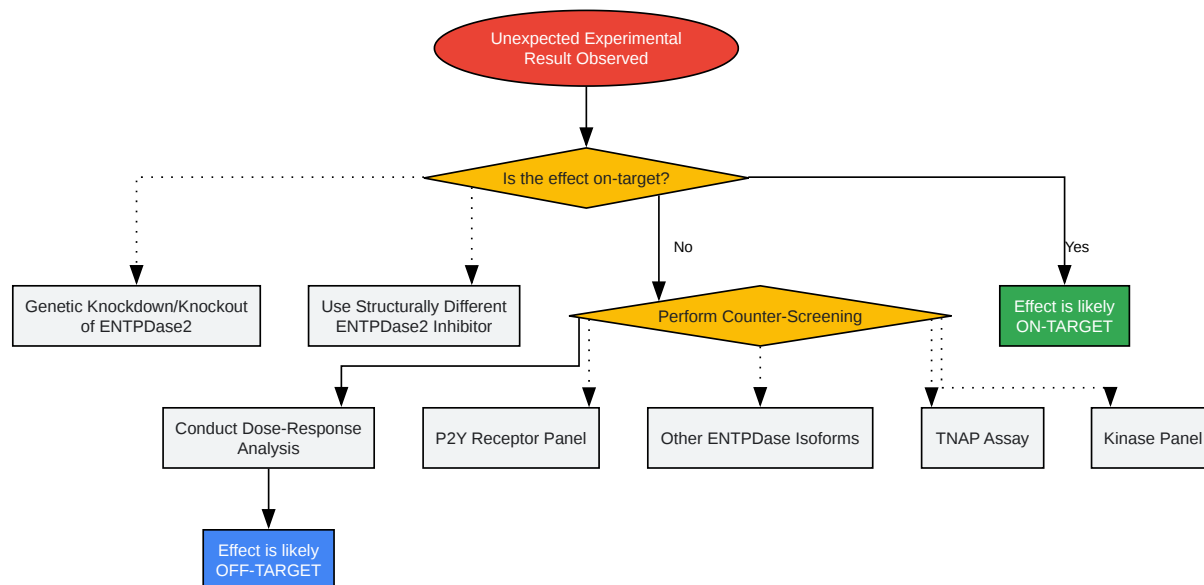 Unexpected Experimental
Result Observed
Is the effect on-target?
No
Yes
Genetic Knockdown/Knockout
of ENTPDase2
Use Structurally Different
ENTPDase2 Inhibitor
Perform Counter-Screening
Effect is likely
ON-TARGET
Conduct Dose-Response
Analysis
P2Y Receptor Panel
Other ENTPDase Isoforms
TNAP Assay
Kinase Panel
Effect is likely
OFF-TARGET